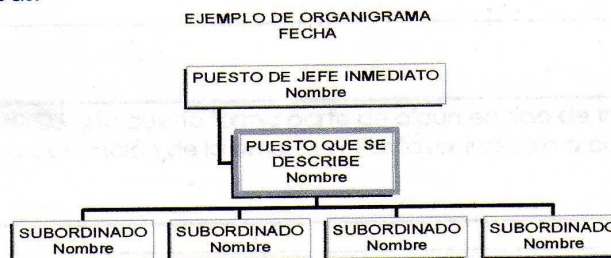 EJEMPLO DE ORGANIGRAMA
FECHA
PUESTO DE JEFE INMEDIATO
Nombre
PUESTO QUE SE
DESCRIBE
Nombre
SUBORDINADO
Nombre
SUBORDINADO
Nombre
SUBORDINADO
Nombre
SUBORDINADO
Nombre